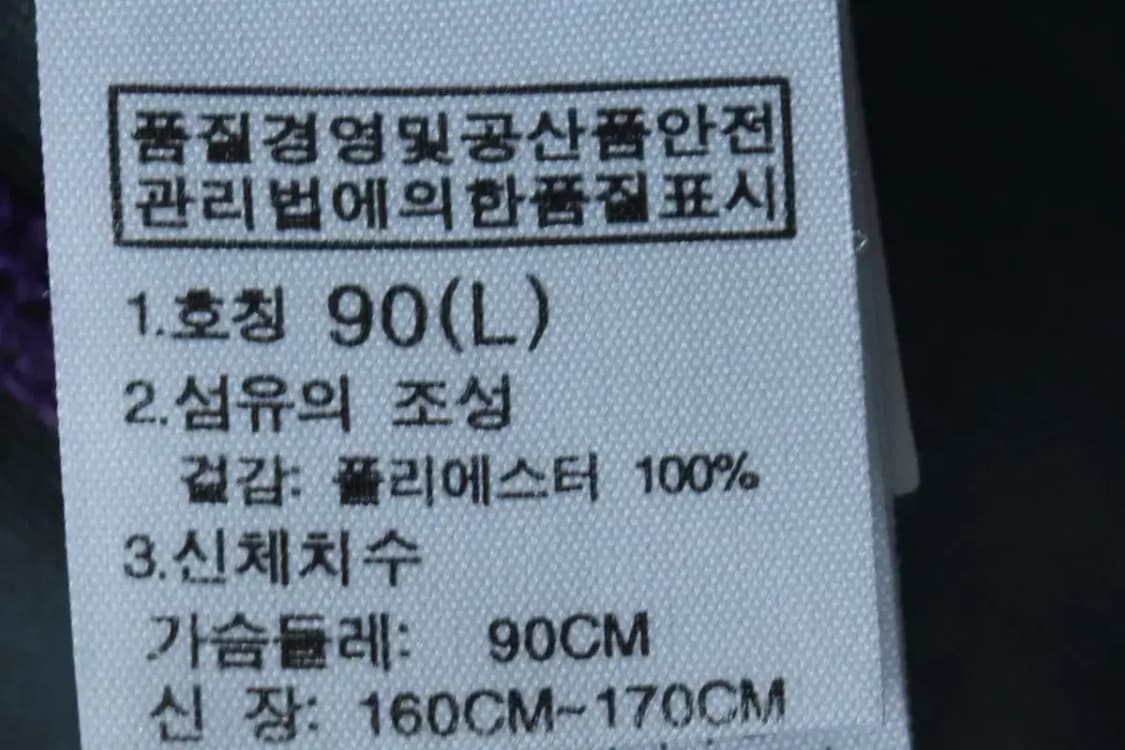 품질경영및공산품안전
관리법에의한품질표시
1.호칭 90(L)
2.섬유의 조성
겉감: 폴리에스터 100%
3.신체치수
가슴둘레: 90CM
신 장: 160CM~170CM